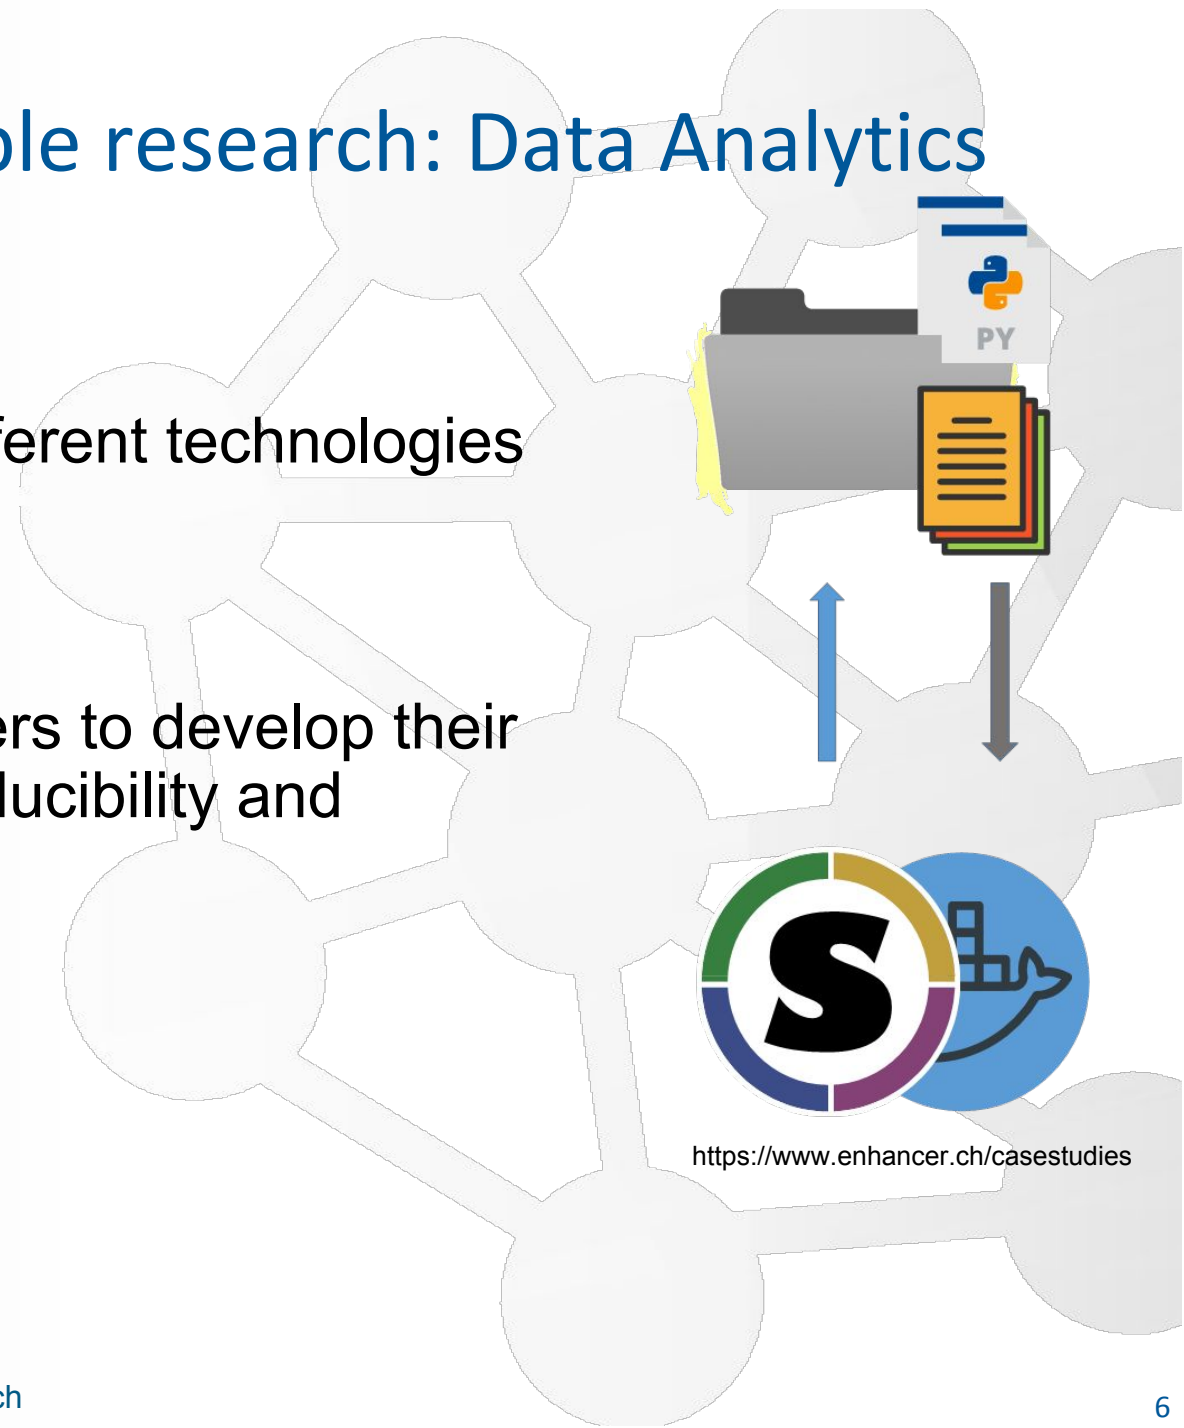 ble research: Data Analytics
PY
ferent technologies
ers to develop their
ducibility and
S
https://www.enhancer.ch/casestudies
ch
6